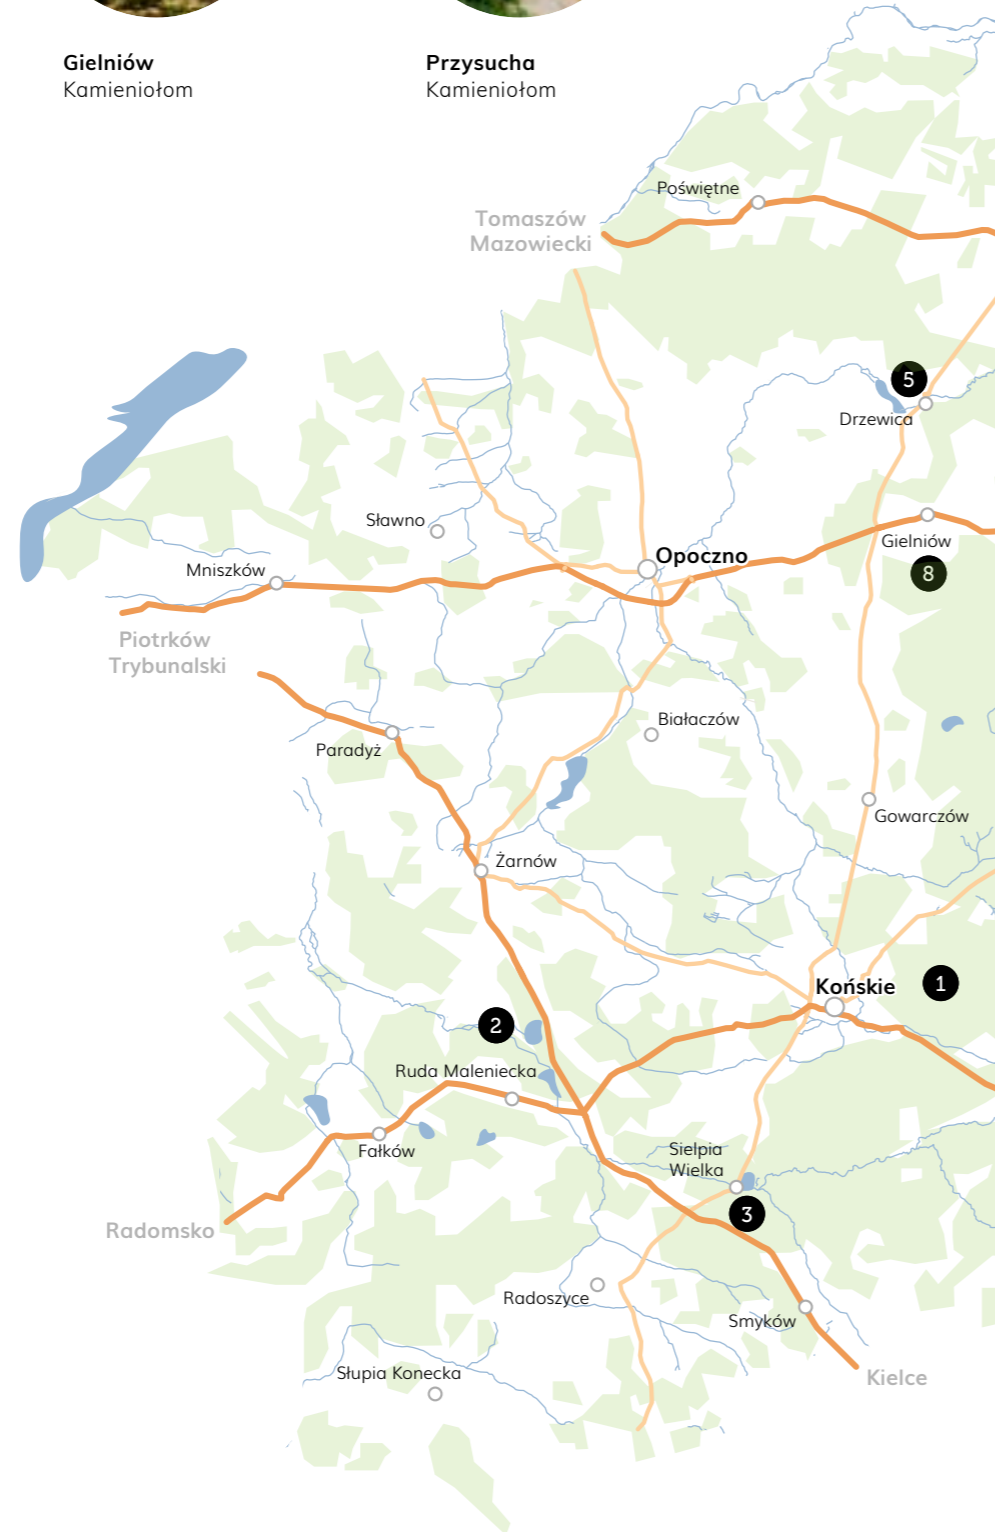 Gielniów
Kamieniołom
Przysucha
Kamieniołom
Poświętne
Tomaszów
Mazowiecki
5
Drzewica
Sławno
Gielniów
Opoczno
Mniszków
8
Piotrków
Trybunalski
Białaczów
Paradyż
Gowarczów
Żarnów
Końskie
1
2
Ruda Maleniecka
Fałków
Sielpia
Wielka
3
Radomsko
Radoszyce
Smyków
Słupia Konecka
Kielce